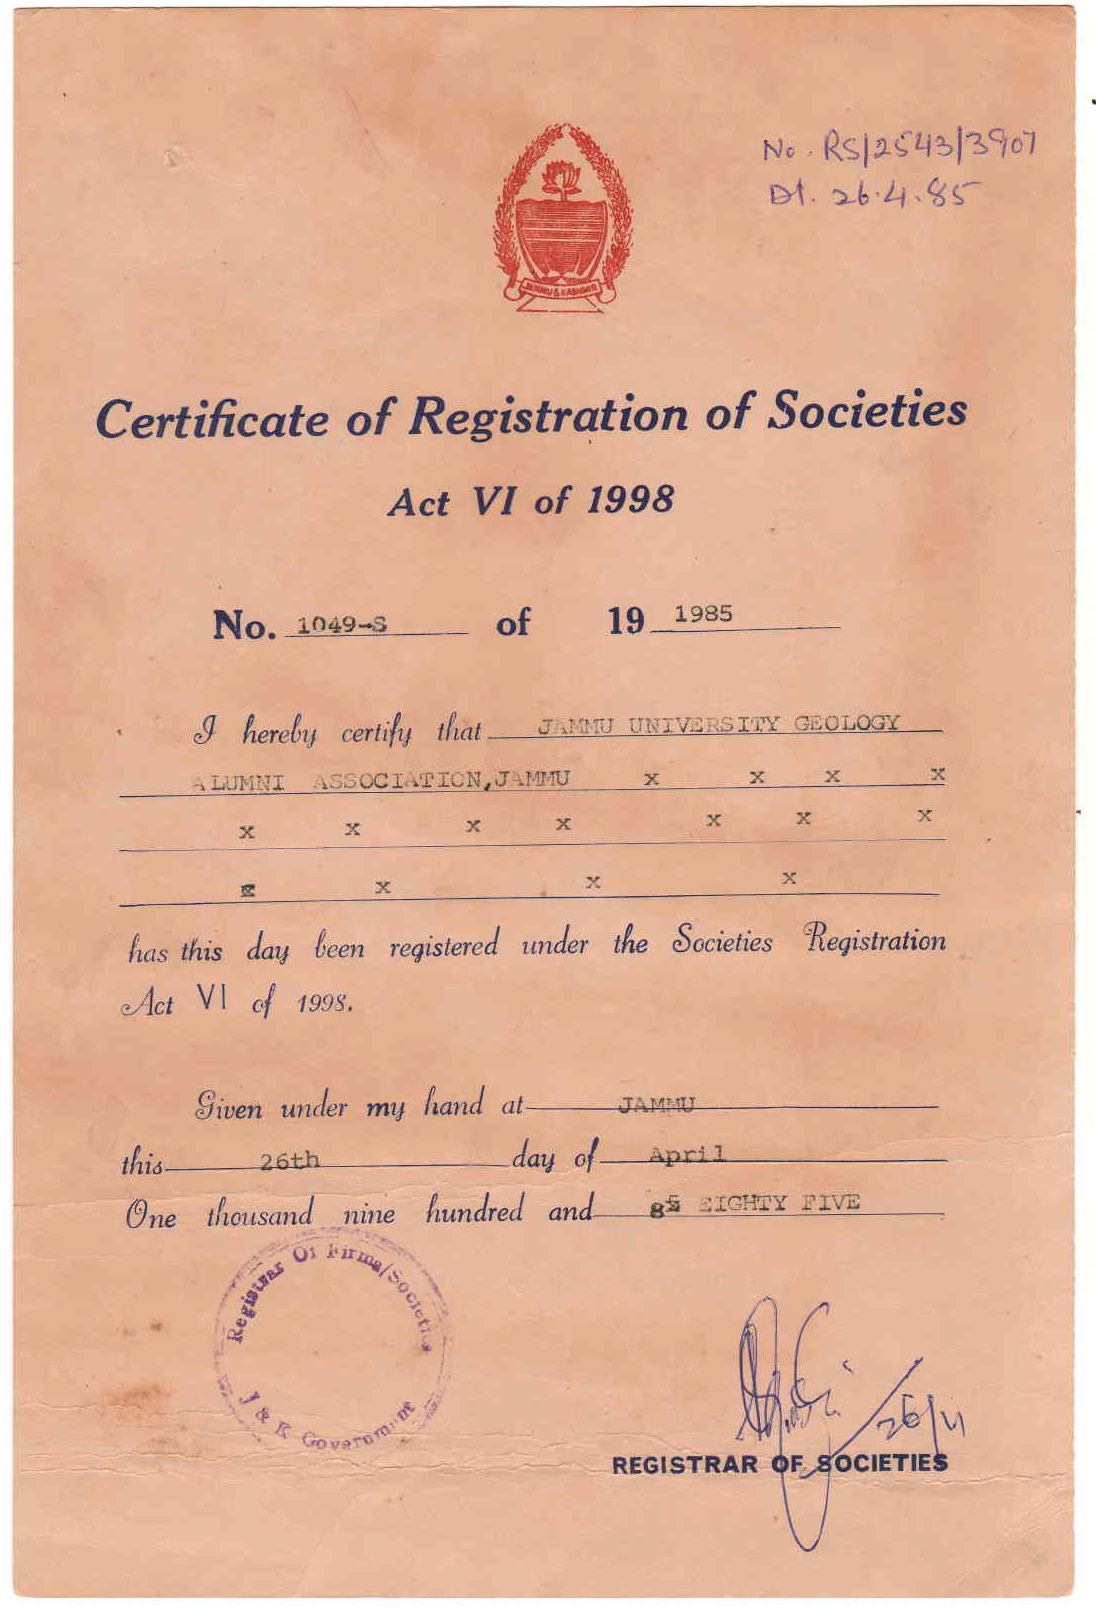 No. RS/2543/3907
Dt. 26.4.85
JAMMU & KASHMIR
Certificate of Registration of Societies
Act VI of 1998
No. 1049-S of 19 1985
I hereby certify that JAMMU UNIVERSITY GEOLOGY
ALUMNI ASSOCIATION,JAMMU x x x x
x x x x x x x
x x x
has this day been registered under the Societies Registration
Act VI of 1998.
Given under my hand at JAMMU
this 26th day of April
One thousand nine hundred and 85 EIGHTY FIVE
Registrar Of Firms/Societies
J & K Government
REGISTRAR OF SOCIETIES